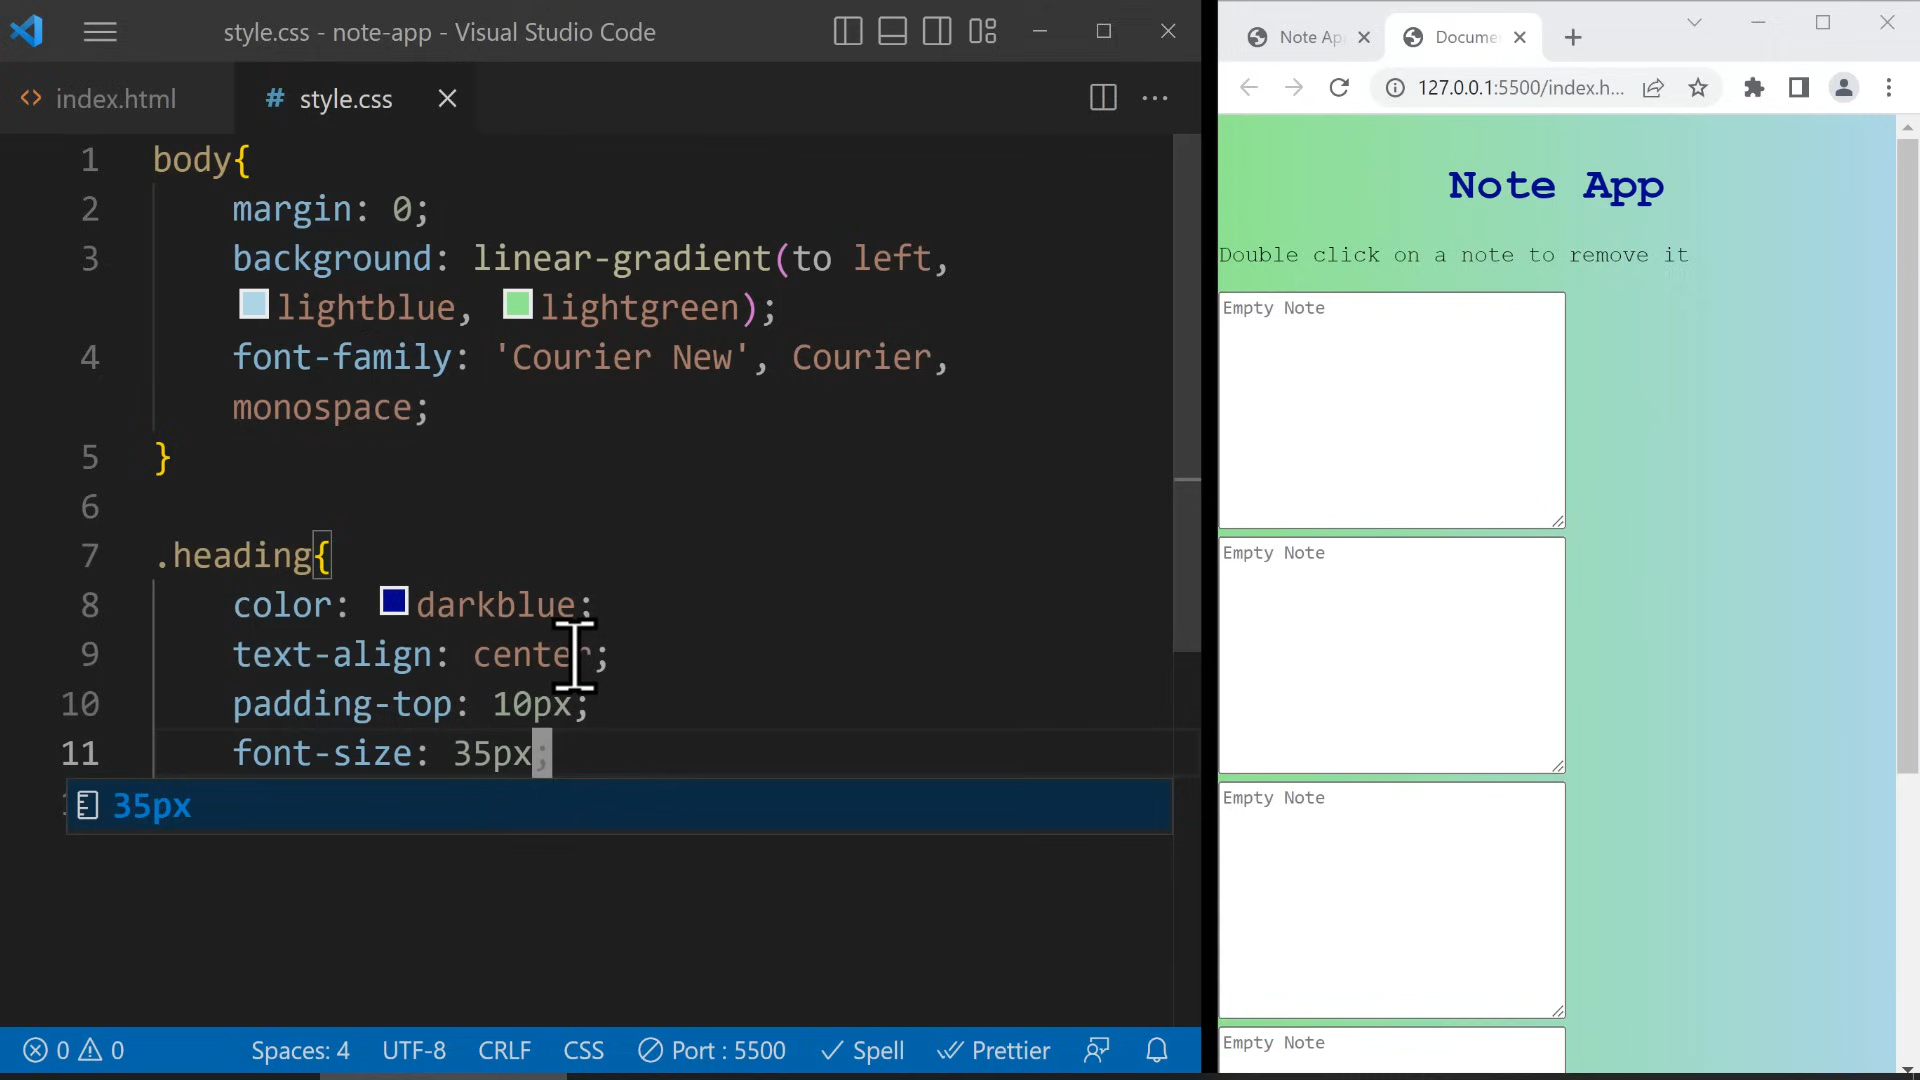 style.css - note-app - Visual Studio Code
index.html
style.css
1 body{
2 margin: 0;
3 background: linear-gradient(to left,
lightblue, lightgreen);
4 font-family: 'Courier New', Courier,
monospace;
5 }
6
7 .heading{
8 color: darkblue;
9 text-align: center;
10 padding-top: 10px;
11 font-size: 35px;
35px
0 0 Spaces: 4 UTF-8 CRLF CSS Port : 5500 Spell Prettier
Note Ap
Docume
127.0.0.1:5500/index.h...
Note App
Double click on a note to remove it
Empty Note
Empty Note
Empty Note
Empty Note